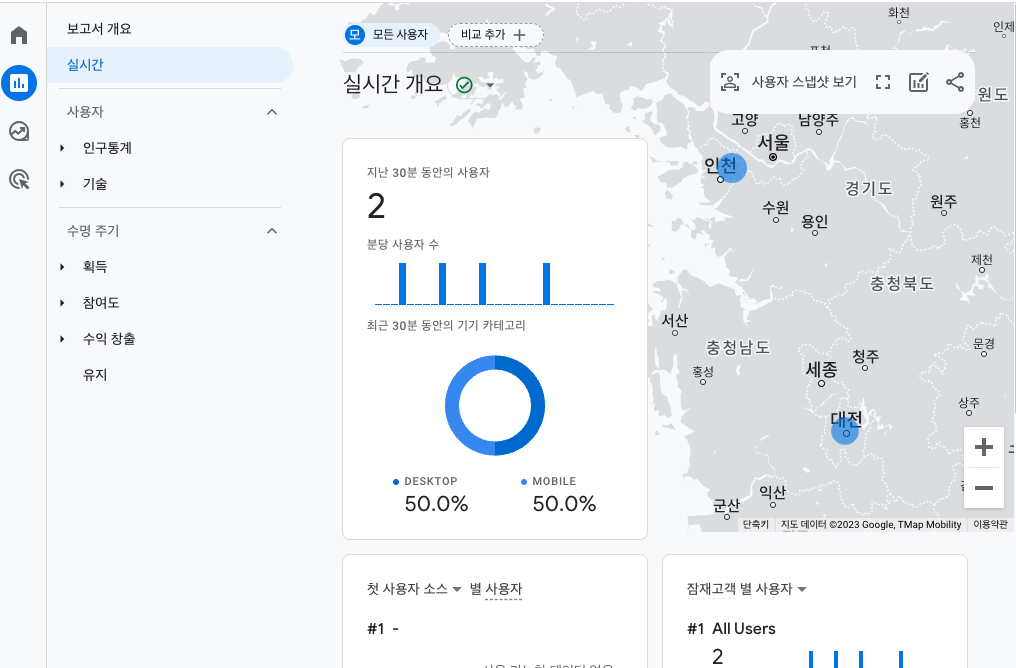 보고서 개요
실시간
사용자
인구통계
기술
수명 주기
획득
참여도
수익 창출
유지
모 모든 사용자
비교 추가
실시간 개요
사용자 스냅샷 보기
지난 30분 동안의 사용자
2
분당 사용자 수
최근 30분 동안의 기기 카테고리
DESKTOP
50.0%
MOBILE
50.0%
화천
인제
원도
고양
남양주
홍천
서울
인천
경기도
수원
용인
원주
제천
충청북도
서산
충청남도
문경
홍성
세종
청주
상주
대전
익산
군산
단축키
지도 데이터 ©2023 Google, TMap Mobility
이용약관
첫 사용자 소스 별 사용자
#1 -
잠재고객 별 사용자
#1 All Users
2